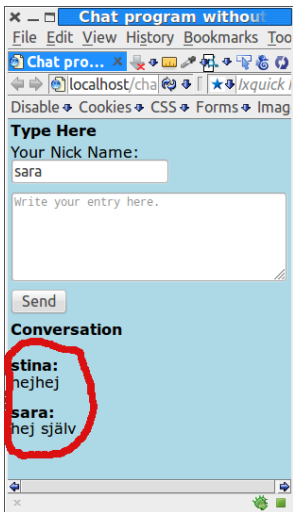 Chat program without
File Edit View History Bookmarks Too
Chat pro...
localhost/cha Ixquick
Disable Cookies CSS Forms Imag
Type Here
Your Nick Name:
sara
Write your entry here.
Send
Conversation
stina:
hejhej
sara:
hej själv